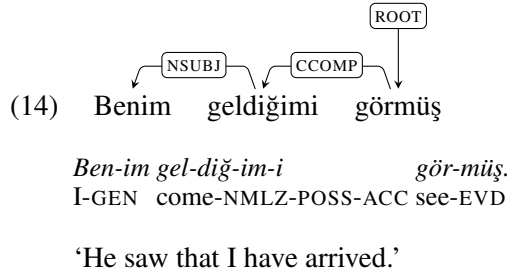 ROOT
NSUBJ CCOMP
(14) Benim geldiğimi görmüş
Ben-im gel-diğ-im-i gör-müş.
I-GEN come-NMLZ-POSS-ACC see-EVD
‘He saw that I have arrived.’